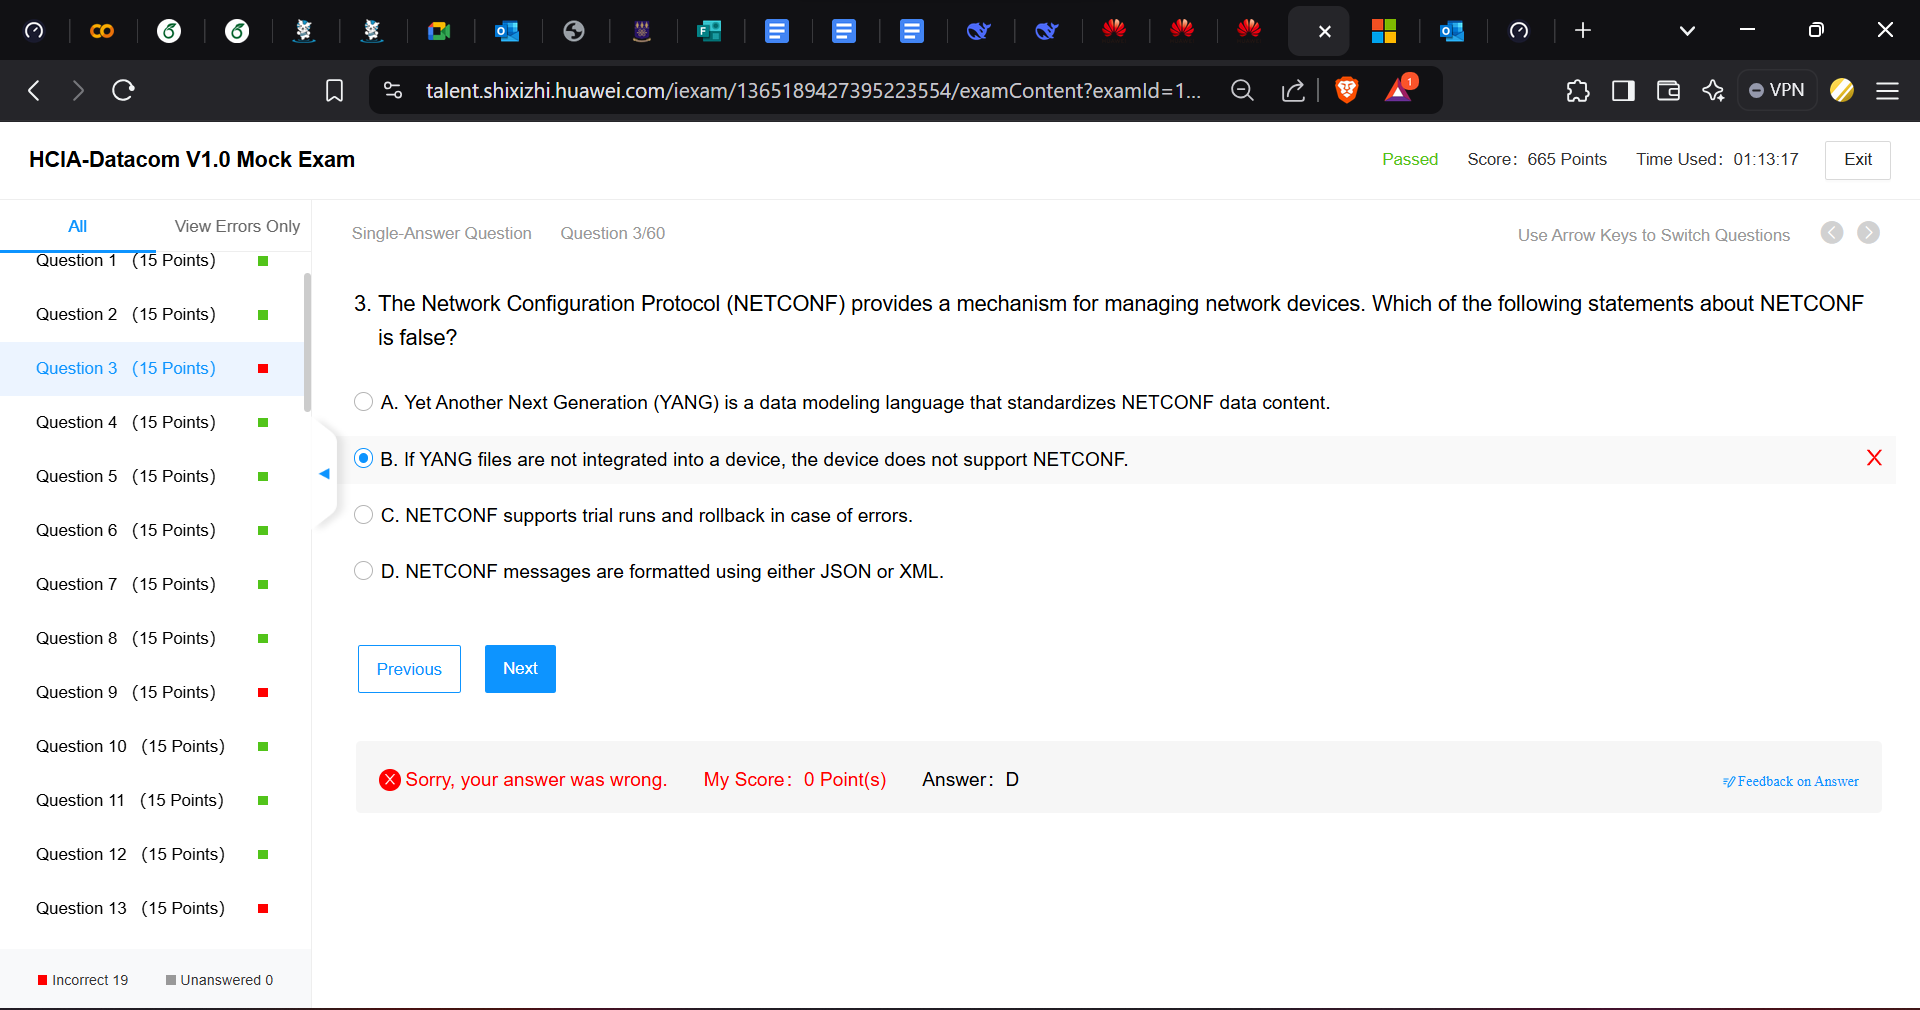 talent.shixizhi.huawei.com/iexam/1365189427395223554/examContent?examId=1...
1
VPN
HCIA-Datacom V1.0 Mock Exam
Passed
Score: 665 Points
Time Used: 01:13:17
Exit
All
View Errors Only
Question 1 (15 Points)
Question 2 (15 Points)
Question 3 (15 Points)
Question 4 (15 Points)
Question 5 (15 Points)
Question 6 (15 Points)
Question 7 (15 Points)
Question 8 (15 Points)
Question 9 (15 Points)
Question 10 (15 Points)
Question 11 (15 Points)
Question 12 (15 Points)
Question 13 (15 Points)
Incorrect 19
Unanswered 0
Single-Answer Question
Question 3/60
Use Arrow Keys to Switch Questions
3. The Network Configuration Protocol (NETCONF) provides a mechanism for managing network devices. Which of the following statements about NETCONF
is false?
A. Yet Another Next Generation (YANG) is a data modeling language that standardizes NETCONF data content.
B. If YANG files are not integrated into a device, the device does not support NETCONF.
C. NETCONF supports trial runs and rollback in case of errors.
D. NETCONF messages are formatted using either JSON or XML.
Previous
Next
Sorry, your answer was wrong.
My Score: 0 Point(s)
Answer: D
Feedback on Answer